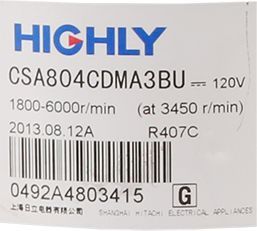 HIGHLY
CSA804CDMA3BU ⎓ 120V
1800-6000r/min (at 3450 r/min)
2013.08.12A R407C
0492A4803415 G
上海日立电器有限公司 SHANGHAI HITACHI ELECTRICAL APPLIANCES